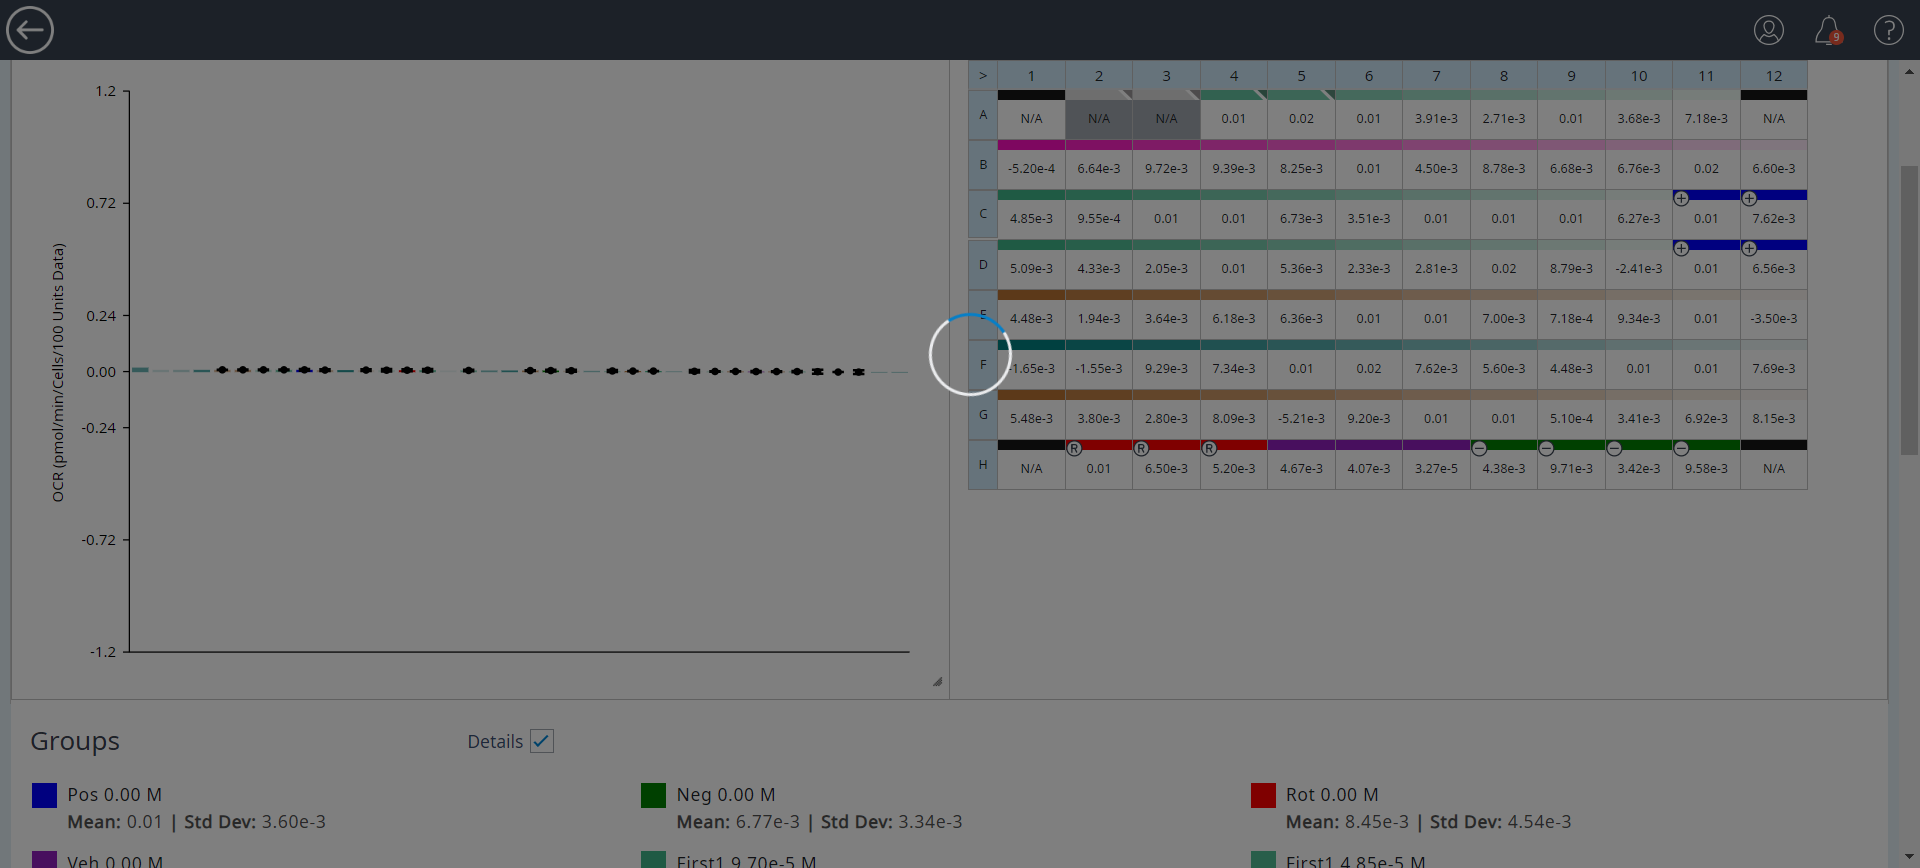 9 ?
1.2
0.72
0.24
0.00
-0.24
-0.72
-1.2
OCR (pmol/min/Cells/100 Units Data)
> 1 2 3 4 5 6 7 8 9 10 11 12
A N/A N/A N/A 0.01 0.02 0.01 3.91e-3 2.71e-3 0.01 3.68e-3 7.18e-3 N/A
B -5.20e-4 6.64e-3 9.72e-3 9.39e-3 8.25e-3 0.01 4.50e-3 8.78e-3 6.68e-3 6.76e-3 0.02 6.60e-3
C 4.85e-3 9.55e-4 0.01 0.01 6.73e-3 3.51e-3 0.01 0.01 0.01 6.27e-3 + 0.01 + 7.62e-3
D 5.09e-3 4.33e-3 2.05e-3 0.01 5.36e-3 2.33e-3 2.81e-3 0.02 8.79e-3 -2.41e-3 + 0.01 + 6.56e-3
E 4.48e-3 1.94e-3 3.64e-3 6.18e-3 6.36e-3 0.01 0.01 7.00e-3 7.18e-4 9.34e-3 0.01 -3.50e-3
F -1.65e-3 -1.55e-3 9.29e-3 7.34e-3 0.01 0.02 7.62e-3 5.60e-3 4.48e-3 0.01 0.01 7.69e-3
G 5.48e-3 3.80e-3 2.80e-3 8.09e-3 -5.21e-3 9.20e-3 0.01 0.01 5.10e-4 3.41e-3 6.92e-3 8.15e-3
H N/A R 0.01 R 6.50e-3 R 5.20e-3 4.67e-3 4.07e-3 3.27e-5 − 4.38e-3 − 9.71e-3 − 3.42e-3 − 9.58e-3 N/A
Groups Details
Pos 0.00 M
Mean: 0.01 | Std Dev: 3.60e-3
Neg 0.00 M
Mean: 6.77e-3 | Std Dev: 3.34e-3
Rot 0.00 M
Mean: 8.45e-3 | Std Dev: 4.54e-3
Veh 0.00 M
First1 9.70e-5 M
First1 4.85e-5 M